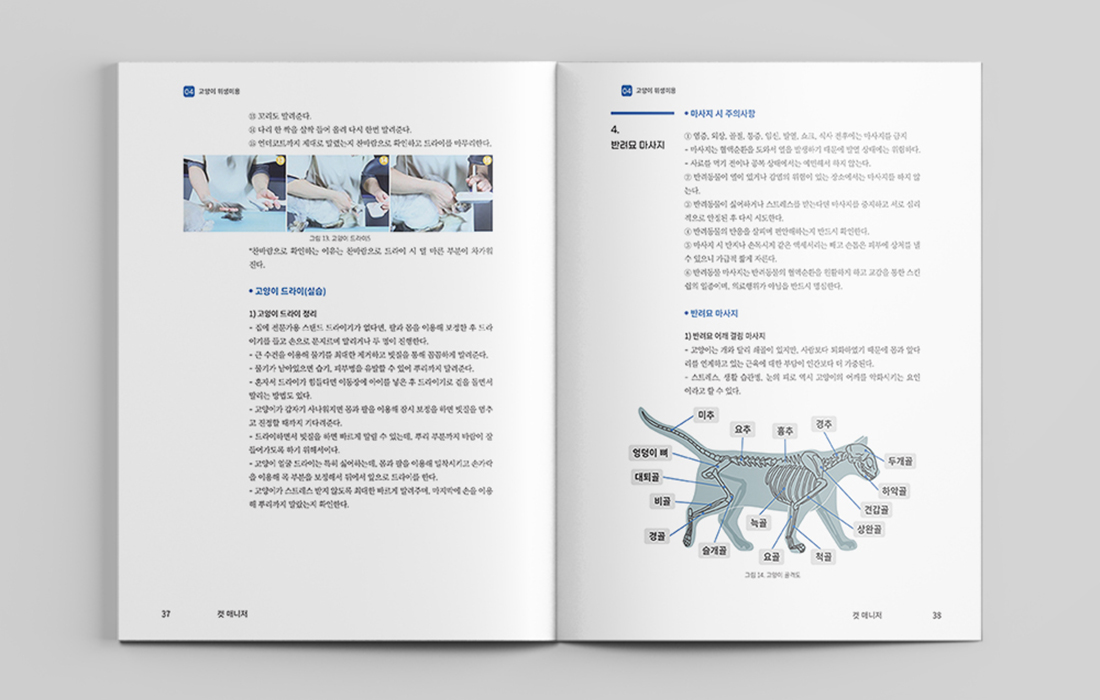 04 고양이 위생미용
⑬ 꼬리도 말려준다.
⑭ 다리 한 쪽을 살짝 들어 올려 다시 한번 말려준다.
⑮ 언더코트까지 제대로 말랐는지 찬바람으로 확인하고 드라이를 마무리한다.
그림 13. 고양이 드라이5
*찬바람으로 확인하는 이유는 찬바람으로 드라이 시 덜 마른 부분이 차가워
진다.
• 고양이 드라이(실습)
1) 고양이 드라이 정리
- 집에 전문가용 스탠드 드라이기가 없다면, 팔과 몸을 이용해 보정한 후 드라
이기를 들고 손으로 문지르며 말리거나 두 명이 진행한다.
- 큰 수건을 이용해 물기를 최대한 제거하고 빗질을 통해 꼼꼼하게 말려준다.
- 물기가 남아있으면 습기, 피부병을 유발할 수 있어 뿌리까지 말려준다.
- 혼자서 드라이가 힘들다면 이동장에 아이를 넣은 후 드라이기로 겉을 돌면서
말리는 방법도 있다.
- 고양이가 갑자기 사나워지면 몸과 팔을 이용해 잠시 보정을 하면 빗질을 멈추
고 진정할 때까지 기다려준다.
- 드라이하면서 빗질을 하면 빠르게 말릴 수 있는데, 뿌리 부분까지 바람이 잘
들어가도록 하기 위해서이다.
- 고양이 얼굴 드라이는 특히 싫어하는데, 몸과 팔을 이용해 밀착시키고 손가락
을 이용해 목 부분을 보정해서 뒤에서 앞으로 드라이를 한다.
- 고양이가 스트레스 받지 않도록 최대한 빠르게 말려주며, 마지막에 손을 이용
해 뿌리까지 말랐는지 확인한다.
37 캣 매니저
04 고양이 위생미용
4.
반려묘 마사지
• 마사지 시 주의사항
① 염증, 외상, 골절, 통증, 임신, 발열, 쇼크, 식사 전후에는 마사지를 금지
- 마사지는 혈액순환을 도와서 열을 발생하기 때문에 발열 상태에는 위험하다.
- 사료를 먹기 전이나 공복 상태에서는 예민해서 하지 않는다.
② 반려동물이 열이 있거나 감염의 위험이 있는 장소에서는 마사지를 하지 않
는다.
③ 반려동물이 싫어하거나 스트레스를 받는다면 마사지를 중지하고 서로 심리
적으로 안정된 후 다시 시도한다.
④ 반려동물의 반응을 살피며 편안해하는지 반드시 확인한다.
⑤ 마사지 시 반지나 손목시계 같은 액세서리는 빼고 손톱은 피부에 상처를 낼
수 있으니 가급적 짧게 자른다.
⑥ 반려동물 마사지는 반려동물의 혈액순환을 원활하게 하고 교감을 통한 스킨
쉽의 일종이며, 의료행위가 아님을 반드시 명심한다.
• 반려묘 마사지
1) 반려묘 어깨 결림 마사지
- 고양이는 개와 달리 쇄골이 있지만, 사람보다 퇴화하였기 때문에 몸과 앞다
리를 연계하고 있는 근육에 대한 부담이 인간보다 더 가중된다.
- 스트레스, 생활 습관성, 눈의 피로 역시 고양이의 어깨를 악화시키는 요인
이라고 할 수 있다.
미추
요추
흉추
경추
엉덩이 뼈
두개골
대퇴골
하악골
비골
견갑골
늑골
상완골
경골
슬개골
요골
척골
그림 14. 고양이 골격도
캣 매니저 38